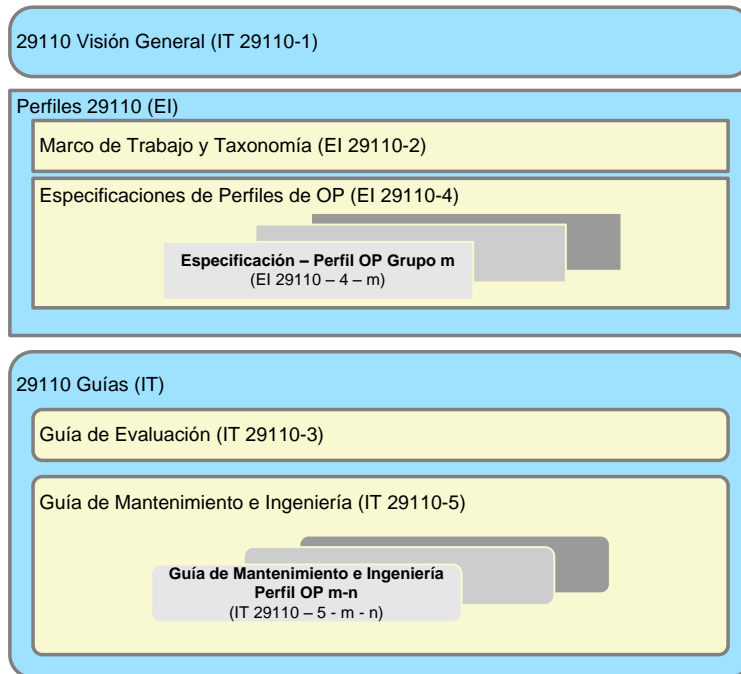 29110 Visión General (IT 29110-1)
Perfiles 29110 (EI)
Marco de Trabajo y Taxonomía (EI 29110-2)
Especificaciones de Perfiles de OP (EI 29110-4)
Especificación – Perfil OP Grupo m
(EI 29110 – 4 – m)
29110 Guías (IT)
Guía de Evaluación (IT 29110-3)
Guía de Mantenimiento e Ingeniería (IT 29110-5)
Guía de Mantenimiento e Ingeniería
Perfil OP m-n
(IT 29110 – 5 - m - n)